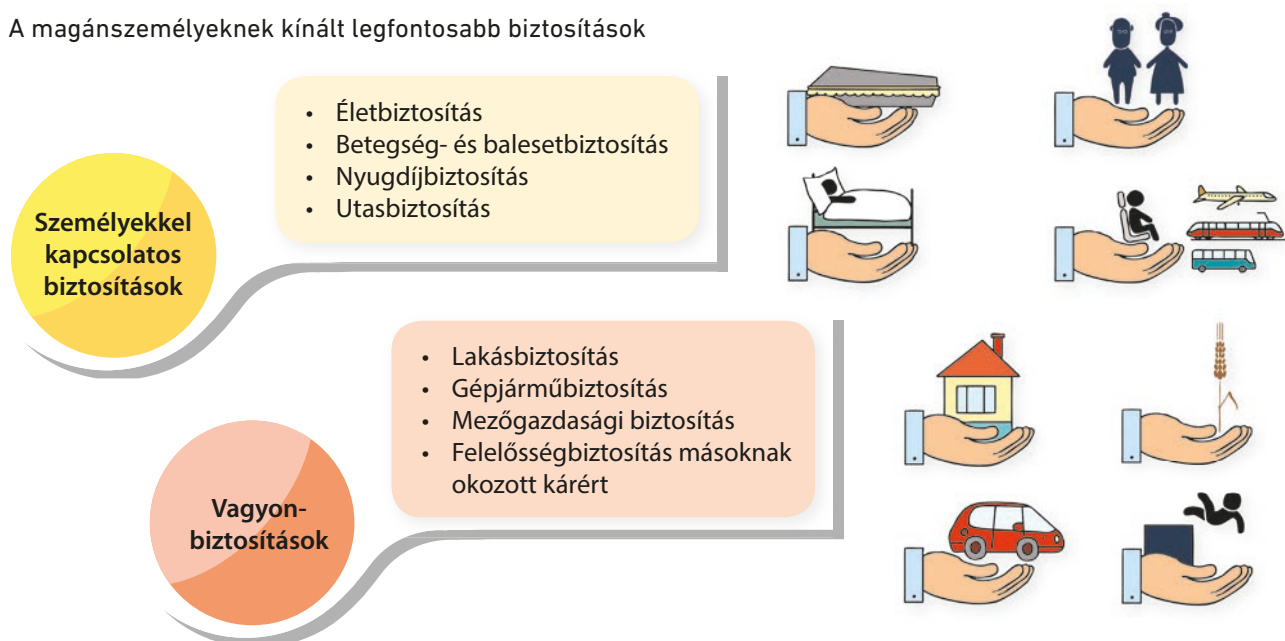 A magánszemélyeknek kínált legfontosabb biztosítások
Személyekkel
kapcsolatos
biztosítások
• Életbiztosítás
• Betegség- és balesetbiztosítás
• Nyugdíjbiztosítás
• Utasbiztosítás
Vagyon-
biztosítások
• Lakásbiztosítás
• Gépjárműbiztosítás
• Mezőgazdasági biztosítás
• Felelősségbiztosítás másoknak
okozott kárért